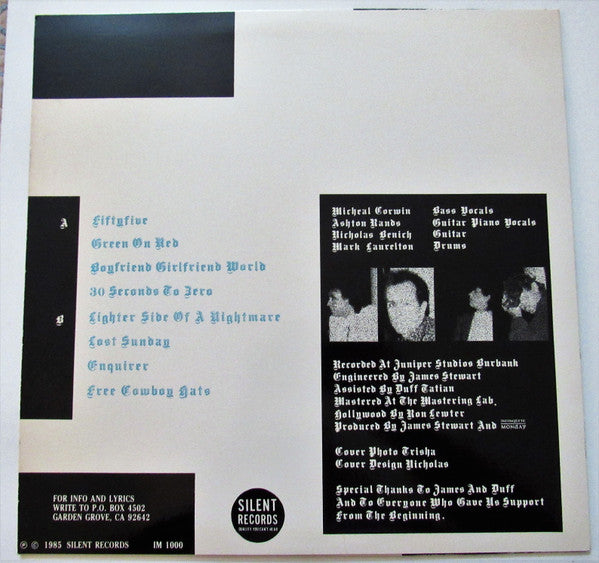 A
Fiftyfive
Green On Red
Boyfriend Girlfriend World
30 Seconds To Zero
B
Lighter Side Of A Nightmare
Lost Sunday
Enquirer
Free Cowboy Hats
Micheal Corwin Bass Vocals
Ashton Rands Guitar Piano Vocals
Nicholas Benich Guitar
Mark Laurelton Drums
Recorded At Juniper Studios Burbank
Engineered By James Stewart
Assisted By Duff Tatian
Mastered At The Mastering Lab,
Hollywood By Ron Lewter
Produced By James Stewart And MONDAY
Cover Photo Trisha
Cover Design Nicholas
Special Thanks To James And Duff
And To Everyone Who Gave Us Support
From The Beginning.
FOR INFO AND LYRICS
WRITE TO P.O. BOX 4502
GARDEN GROVE, CA 92642
SILENT
RECORDS
QUALITY YOU CAN'T HEAR
℗ © 1985 SILENT RECORDS IM 1000